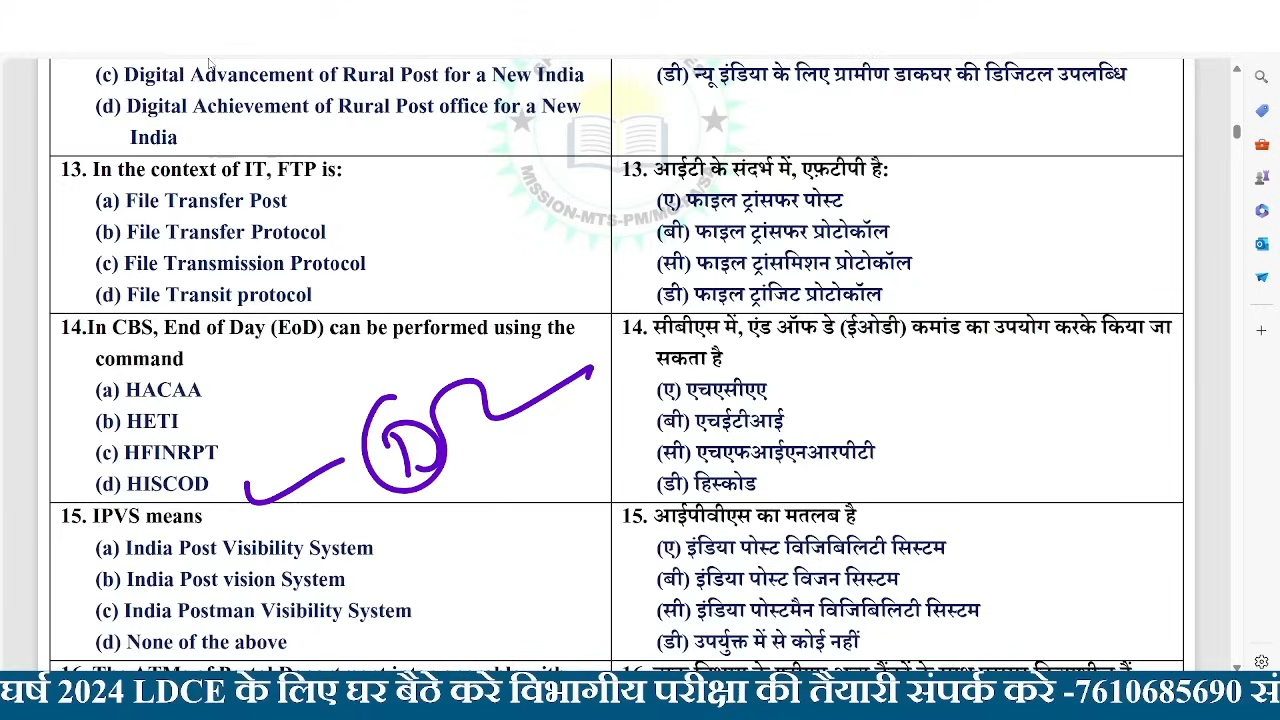 (c) Digital Advancement of Rural Post for a New India
(d) Digital Achievement of Rural Post office for a New
India
(डी) न्यू इंडिया के लिए ग्रामीण डाकघर की डिजिटल उपलब्धि
13. In the context of IT, FTP is:
(a) File Transfer Post
(b) File Transfer Protocol
(c) File Transmission Protocol
(d) File Transit protocol
13. आईटी के संदर्भ में, एफ़टीपी है:
(ए) फाइल ट्रांसफर पोस्ट
(बी) फाइल ट्रांसफर प्रोटोकॉल
(सी) फाइल ट्रांसमिशन प्रोटोकॉल
(डी) फाइल ट्रांजिट प्रोटोकॉल
14.In CBS, End of Day (EoD) can be performed using the
command
(a) HACAA
(b) HETI
(c) HFINRPT
(d) HISCOD
D
14. सीबीएस में, एंड ऑफ डे (ईओडी) कमांड का उपयोग करके किया जा
सकता है
(ए) एचएसीएए
(बी) एचईटीआई
(सी) एचएफआईएनआरपीटी
(डी) हिस्कोड
15. IPVS means
(a) India Post Visibility System
(b) India Post vision System
(c) India Postman Visibility System
(d) None of the above
15. आईपीवीएस का मतलब है
(ए) इंडिया पोस्ट विजिबिलिटी सिस्टम
(बी) इंडिया पोस्ट विजन सिस्टम
(सी) इंडिया पोस्टमैन विजिबिलिटी सिस्टम
(डी) उपर्युक्त में से कोई नहीं
MISSION-MTS-PM/MG
घर्ष 2024 LDCE के लिए घर बैठे करे विभागीय परीक्षा की तैयारी संपर्क करे -7610685690 सं